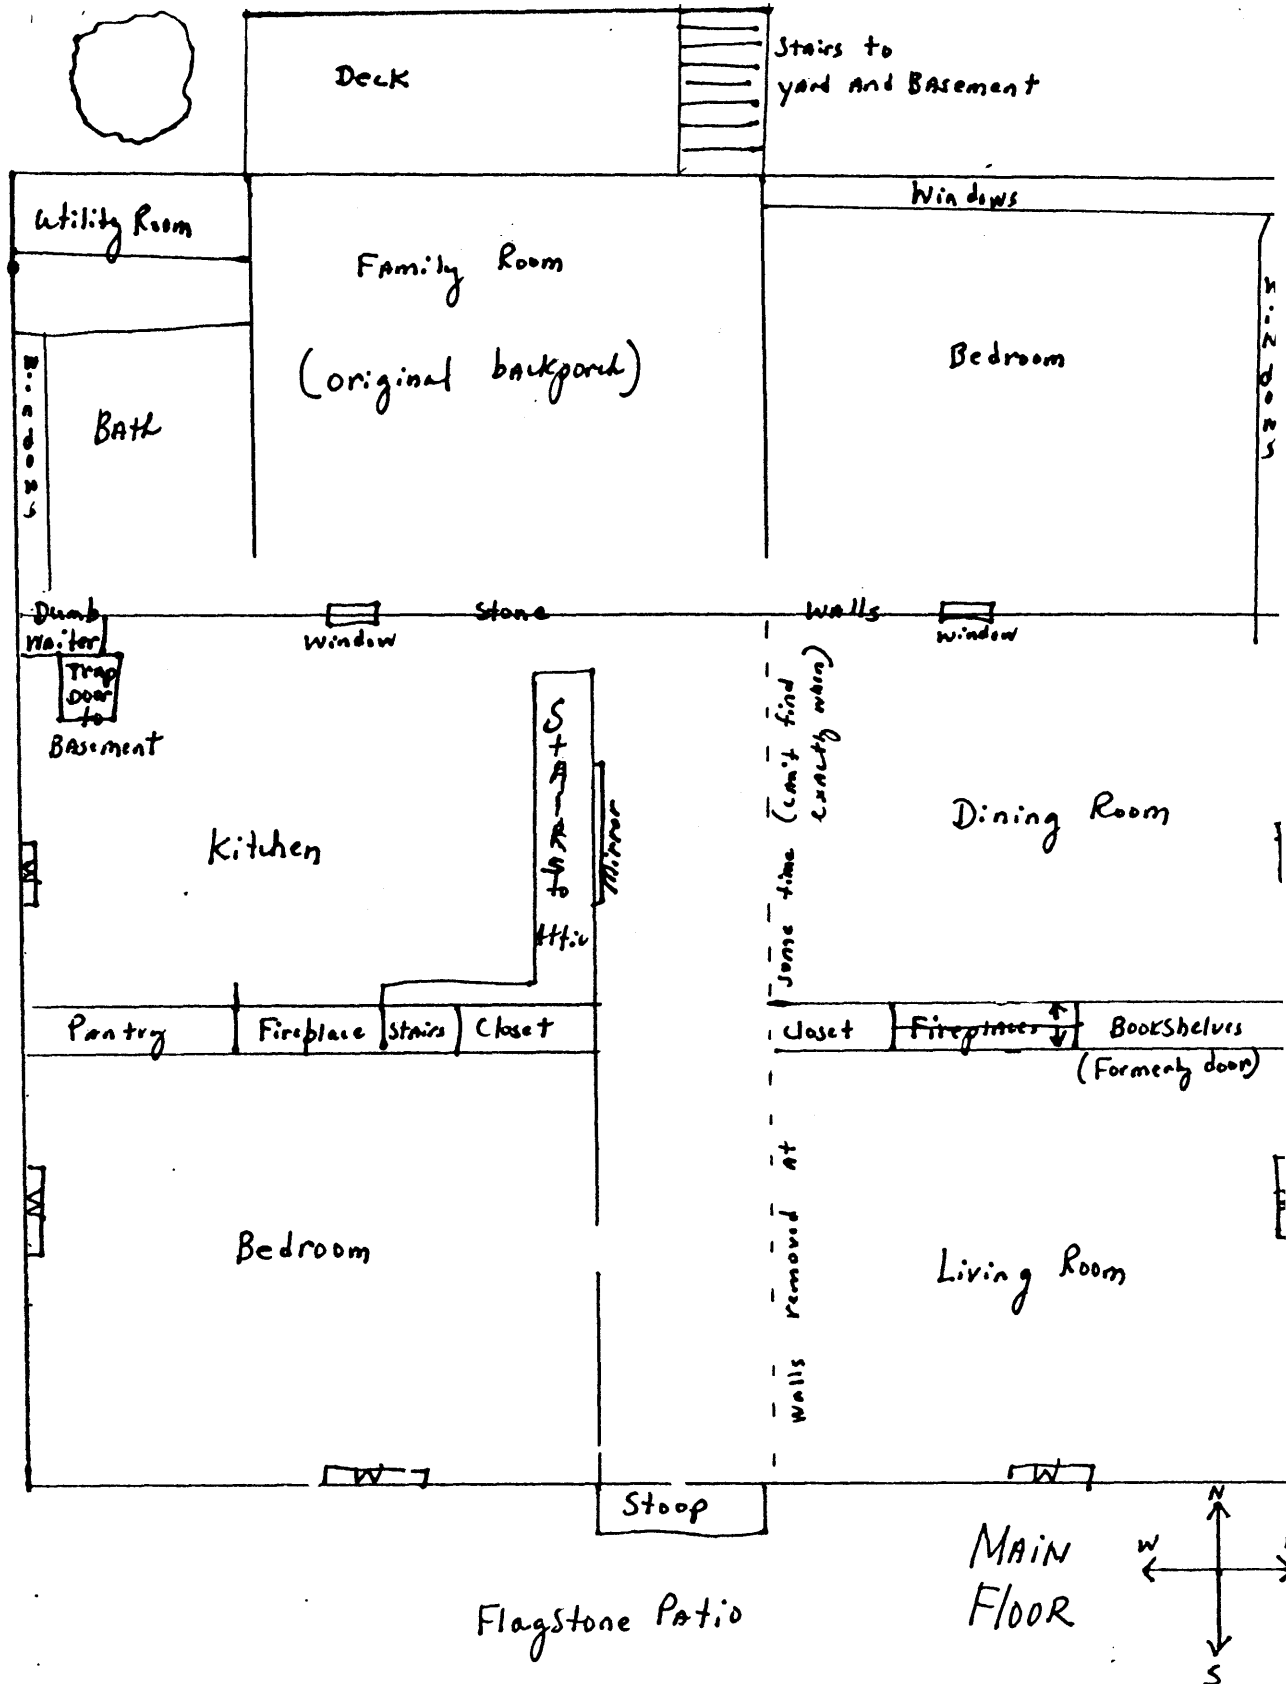 Deck
Stairs to
yard and Basement
Utility Room
Windows
Family Room
(original backporch)
Bedroom
Windows
Windows
Bath
Dumb
Waiter
Stone
Walls
Window
Window
Trap
Door
to
Basement
Stairs to
Attic
Mirror
Kitchen
Dining Room
Walls removed at some time (can't find
exactly when)
Pantry
Fireplace
Stairs
Closet
Closet
Fireplaces
Bookshelves
(Formerly door)
W
W
Bedroom
Living Room
W
W
Stoop
Main
Floor
N
W
S
Flagstone Patio